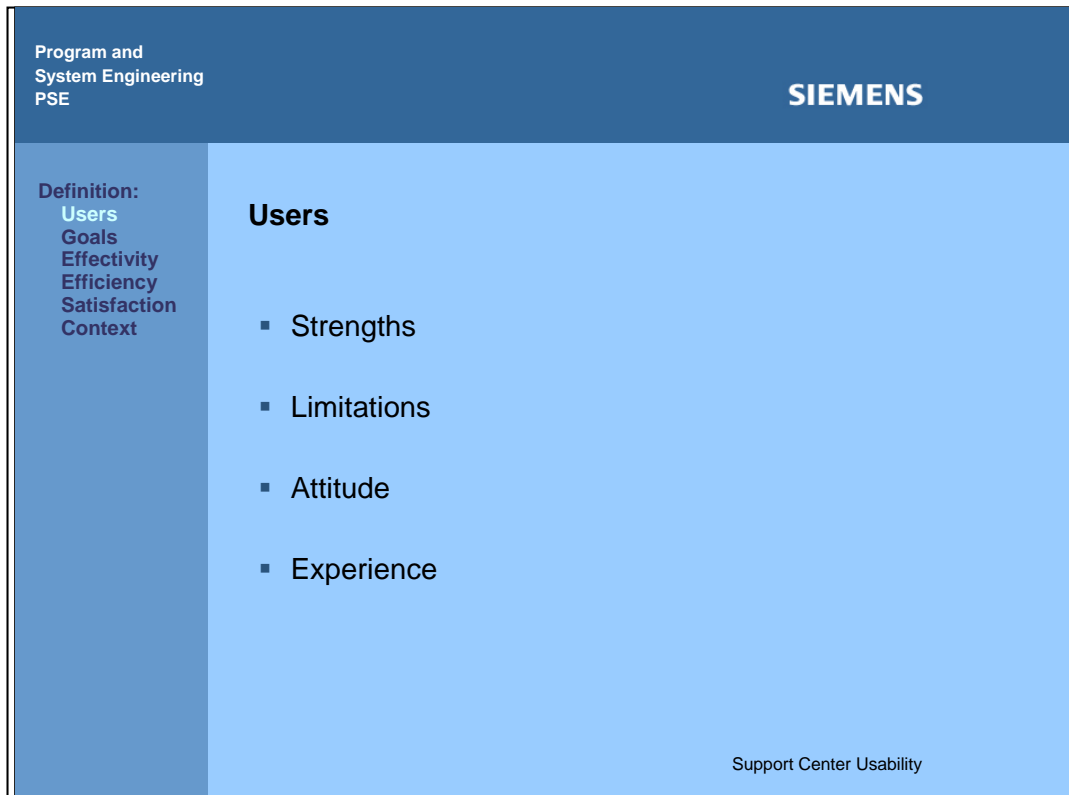 Program and
System Engineering
PSE
SIEMENS
Definition:
Users
Goals
Effectivity
Efficiency
Satisfaction
Context
Users
▪ Strengths
▪ Limitations
▪ Attitude
▪ Experience
Support Center Usability